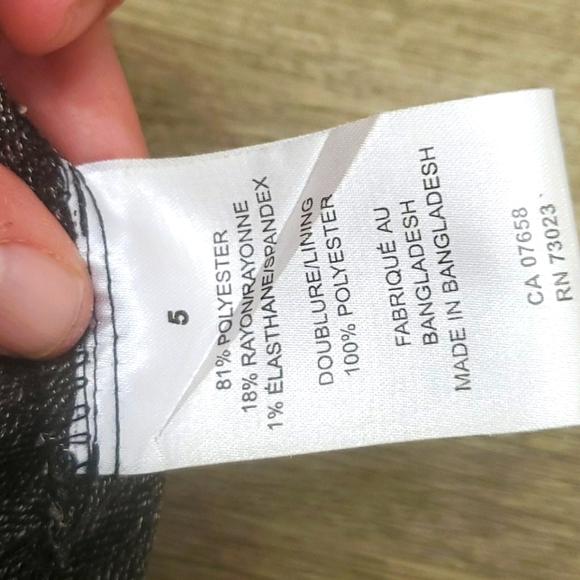 5
81% POLYESTER
18% RAYON/RAYONNE
1% ÉLASTHANE/SPANDEX
DOUBLURE/LINING
100% POLYESTER
FABRIQUÉ AU
BANGLADESH
MADE IN BANGLADESH
CA 07658
RN 73023